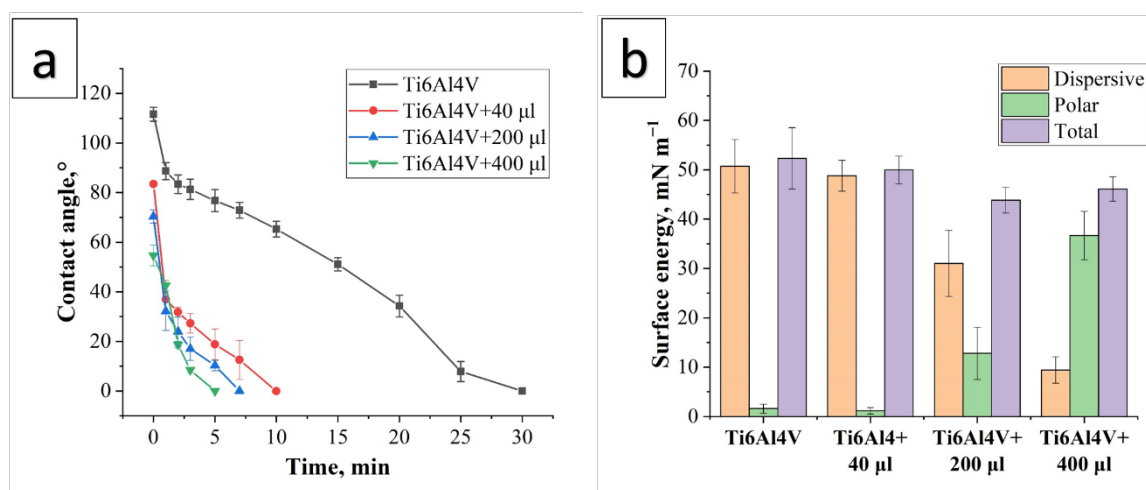 a
Contact angle,°
120
100
80
60
40
20
0
0 5 10 15 20 25 30
Time, min
Ti6Al4V
Ti6Al4V+40 μl
Ti6Al4V+200 μl
Ti6Al4V+400 μl
b
Surface energy, mN m⁻¹
70
60
50
40
30
20
10
0
Dispersive
Polar
Total
Ti6Al4V Ti6Al4+ Ti6Al4V+ Ti6Al4V+
40 μl 200 μl 400 μl